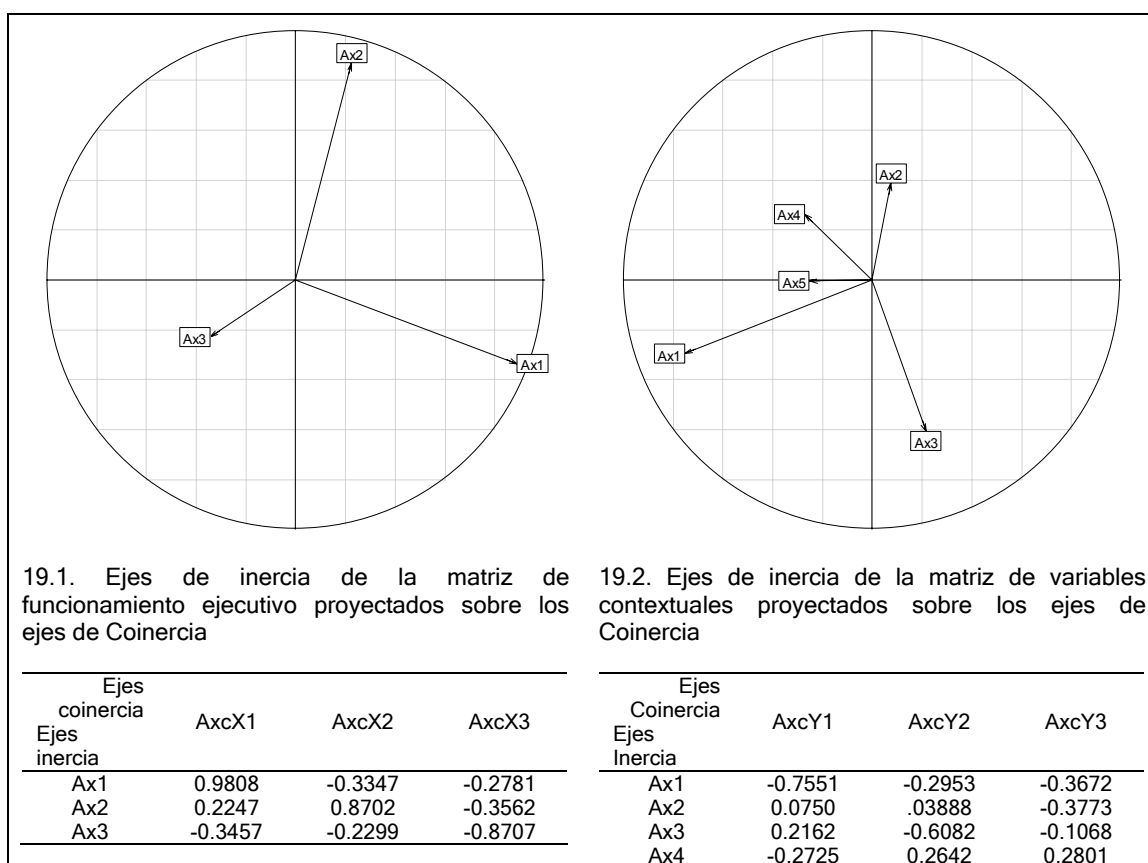 Ax2
Ax3
Ax1
Ax2
Ax4
Ax5
Ax1
Ax3
19.1. Ejes de inercia de la matriz de
funcionamiento ejecutivo proyectados sobre los
ejes de Coinercia
19.2. Ejes de inercia de la matriz de variables
contextuales proyectados sobre los ejes de
Coinercia
Ejes
coinercia
Ejes
inercia
AxcX1 AxcX2 AxcX3
Ax1 0.9808 -0.3347 -0.2781
Ax2 0.2247 0.8702 -0.3562
Ax3 -0.3457 -0.2299 -0.8707
Ejes
Coinercia
Ejes
Inercia
AxcY1 AxcY2 AxcY3
Ax1 -0.7551 -0.2953 -0.3672
Ax2 0.0750 .03888 -0.3773
Ax3 0.2162 -0.6082 -0.1068
Ax4 -0.2725 0.2642 0.2801